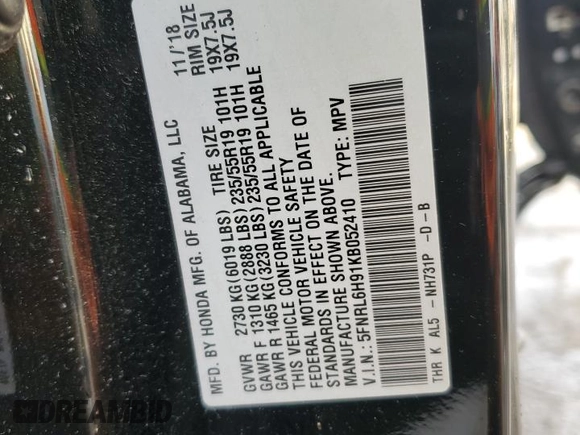 MFD. BY HONDA MFG. OF ALABAMA, LLC 11/'18
TIRE SIZE RIM SIZE
GVWR 2730 KG(6019 LBS)
GAWR F 1310 KG(2888 LBS)235/55R19 101H 19X7.5J
GAWR R 1465 KG(3230 LBS)235/55R19 101H 19X7.5J
THIS VEHICLE CONFORMS TO ALL APPLICABLE
FEDERAL MOTOR VEHICLE SAFETY
STANDARDS IN EFFECT ON THE DATE OF
MANUFACTURE SHOWN ABOVE.
V.I.N.: 5FNRL6H91KB052410 TYPE: MPV
THR K AL5 - NH731P -D-B
DREAMBID